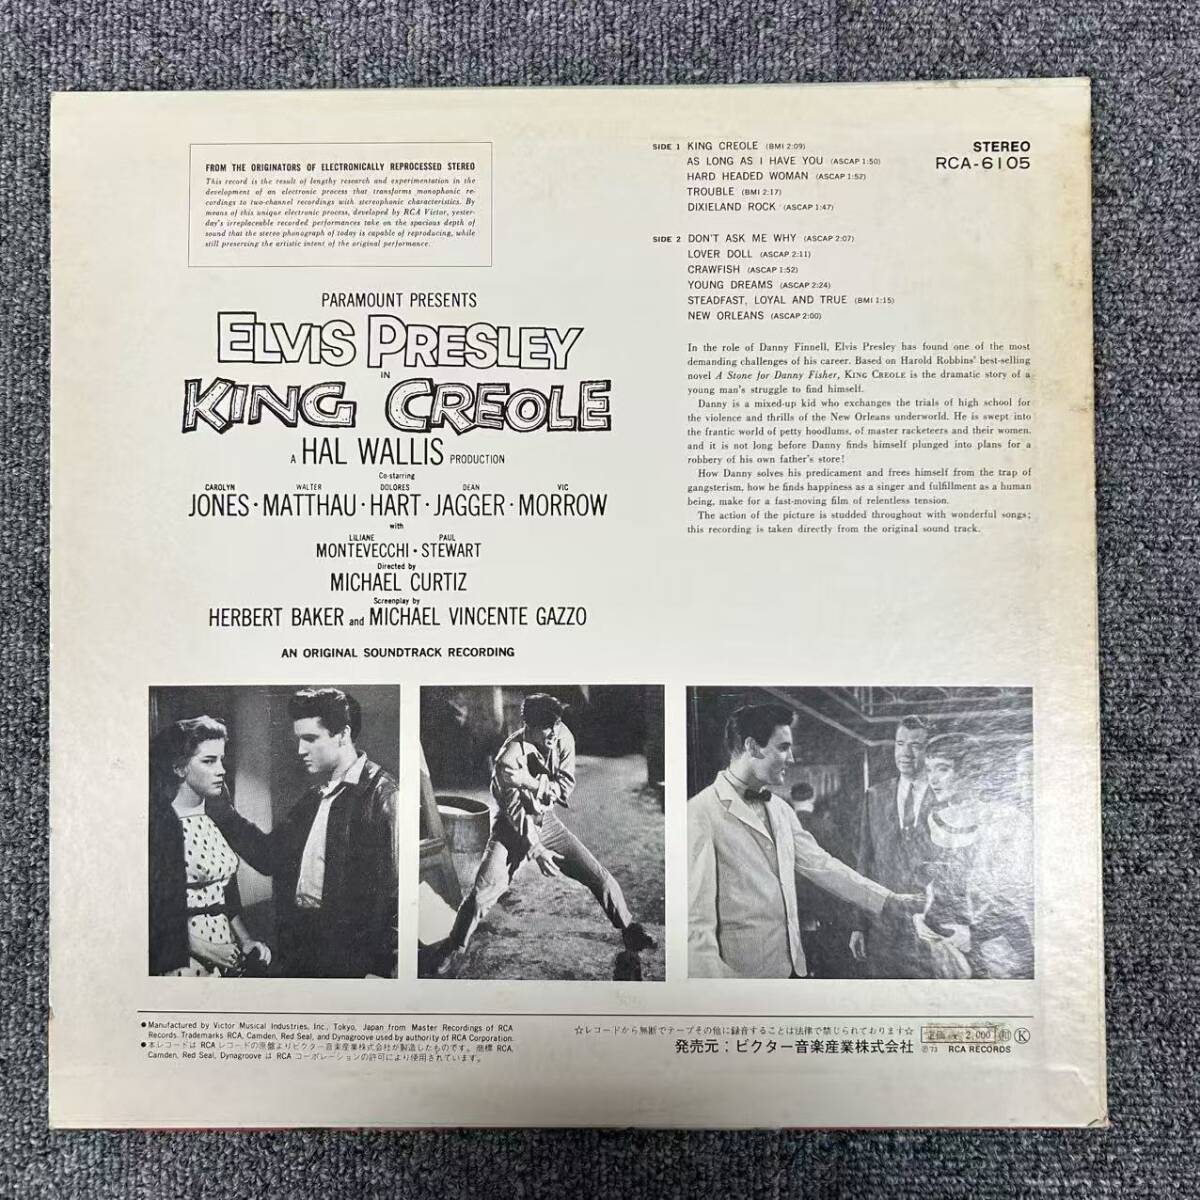 FROM THE ORIGINATORS OF ELECTRONICALLY REPROCESSED STEREO
This record is the result of lengthy research and experimentation in the
development of an electronic process that transforms monophonic re-
cordings to two-channel recordings with stereophonic characteristics. By
means of this unique electronic process, developed by RCA Victor, yester-
day's irreplaceable recorded performances take on the spacious depth of
sound that the stereo phonograph of today is capable of reproducing, while
still preserving the artistic intent of the original performance.
PARAMOUNT PRESENTS
ELVIS PRESLEY
IN
KING CREOLE
A HAL WALLIS PRODUCTION
Co-starring
CAROLYN WALTER DOLORES DEAN VIC
JONES · MATTHAU · HART · JAGGER · MORROW
with
LILIANE PAUL
MONTEVECCHI · STEWART
Directed by
MICHAEL CURTIZ
Screenplay by
HERBERT BAKER and MICHAEL VINCENTE GAZZO
AN ORIGINAL SOUNDTRACK RECORDING
STEREO
RCA-6105
SIDE 1 KING CREOLE (BMI 2:09)
AS LONG AS I HAVE YOU (ASCAP 1:50)
HARD HEADED WOMAN (ASCAP 1:52)
TROUBLE (BMI 2:17)
DIXIELAND ROCK (ASCAP 1:47)
SIDE 2 DON'T ASK ME WHY (ASCAP 2:07)
LOVER DOLL (ASCAP 2:11)
CRAWFISH (ASCAP 1:52)
YOUNG DREAMS (ASCAP 2:24)
STEADFAST, LOYAL AND TRUE (BMI 1:15)
NEW ORLEANS (ASCAP 2:00)
In the role of Danny Finnell, Elvis Presley has found one of the most
demanding challenges of his career. Based on Harold Robbins' best-selling
novel A Stone for Danny Fisher, KING CREOLE is the dramatic story of a
young man's struggle to find himself.
Danny is a mixed-up kid who exchanges the trials of high school for
the violence and thrills of the New Orleans underworld. He is swept into
the frantic world of petty hoodlums, of master racketeers and their women,
and it is not long before Danny finds himself plunged into plans for a
robbery of his own father's store!
How Danny solves his predicament and frees himself from the trap of
gangsterism, how he finds happiness as a singer and fulfillment as a human
being, make for a fast-moving film of relentless tension.
The action of the picture is studded throughout with wonderful songs;
this recording is taken directly from the original sound track.
●Manufactured by Victor Musical Industries, Inc., Tokyo, Japan from Master Recordings of RCA
Records. Trademarks RCA, Camden, Red Seal, and Dynagroove used by authority of RCA Corporation.
●本レコードは RCA レコードの原盤よりビクター音楽産業株式会社が製造したものです。商標 RCA,
Camden, Red Seal, Dynagroove は RCA コーポレーションの許可により使用されています。
☆レコードから無断でテープその他に録音することは法律で禁じられております☆
発売元：ビクター音楽産業株式会社
定価 ¥ 2,000 Ⓚ
Ⓟ'73 RCA RECORDS